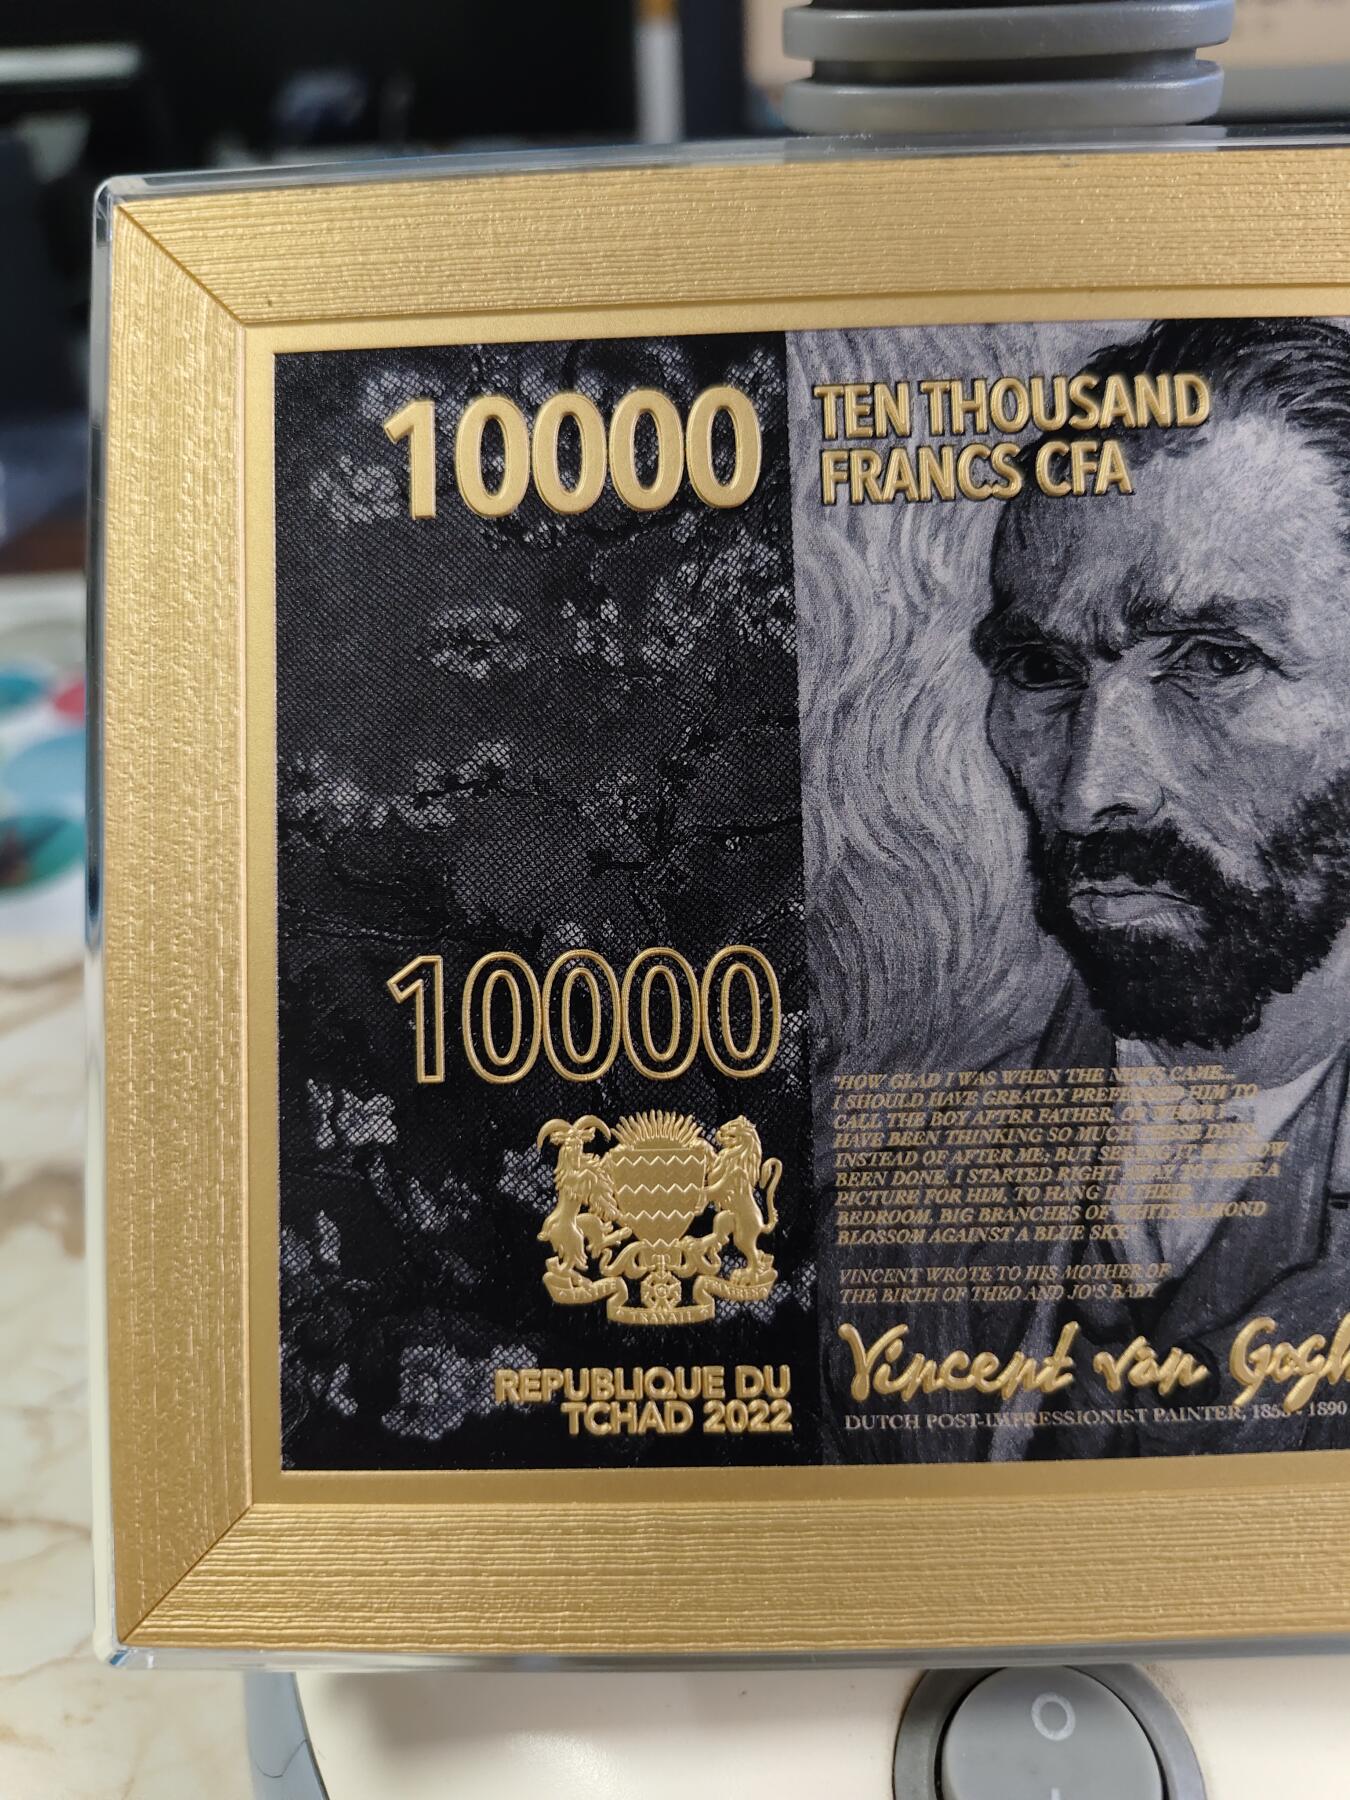 10000
TEN THOUSAND
FRANCS CFA
10000
"HOW GLAD I WAS WHEN THE NEWS CAME...
I SHOULD HAVE GREATLY PREFERRED HIM TO
CALL THE BOY AFTER FATHER, OF WHOM I
HAVE BEEN THINKING SO MUCH THESE DAYS,
INSTEAD OF AFTER ME; BUT SEEING IT HAS NOW
BEEN DONE, I STARTED RIGHT AWAY TO MAKE A
PICTURE FOR HIM, TO HANG IN THEIR
BEDROOM, BIG BRANCHES OF WHITE ALMOND
BLOSSOM AGAINST A BLUE SKY"
VINCENT WROTE TO HIS MOTHER OF
THE BIRTH OF THEO AND JO'S BABY
Vincent van Gogh
DUTCH POST-IMPRESSIONIST PAINTER, 1853 - 1890
TRAVAIL
REPUBLIQUE DU
TCHAD 2022